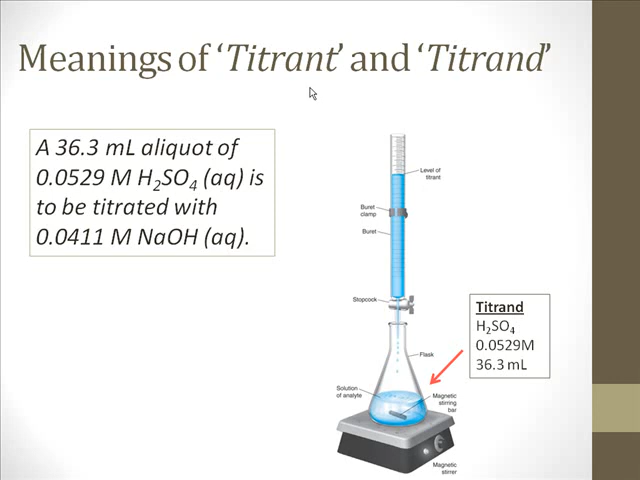 Meanings of ‘Titrant’ and ‘Titrand’
A 36.3 mL aliquot of
0.0529 M H₂SO₄ (aq) is
to be titrated with
0.0411 M NaOH (aq).
Level of
titrant
Buret
clamp
Buret
Stopcock
Flask
Solution
of analyte
Magnetic
stirring
bar
Magnetic
stirrer
Titrand
H₂SO₄
0.0529M
36.3 mL